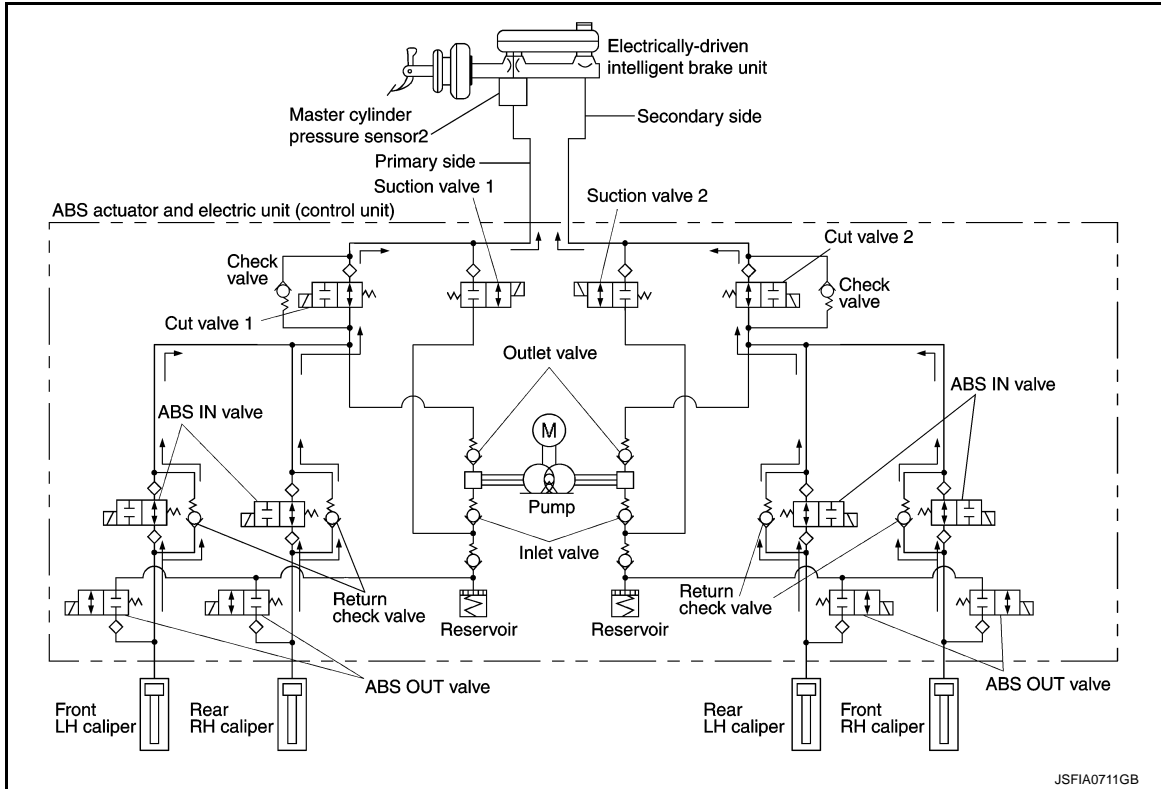 Electrically-driven
intelligent brake unit
Master cylinder
pressure sensor2
Secondary side
Primary side
Suction valve 1
Suction valve 2
ABS actuator and electric unit (control unit)
Cut valve 2
Check
valve
Check
valve
Cut valve 1
Outlet valve
ABS IN valve
ABS IN valve
M
Pump
Inlet valve
Return
check valve
Return
check valve
Reservoir
Reservoir
ABS OUT valve
ABS OUT valve
Front
LH caliper
Rear
RH caliper
Rear
LH caliper
Front
RH caliper
JSFIA0711GB